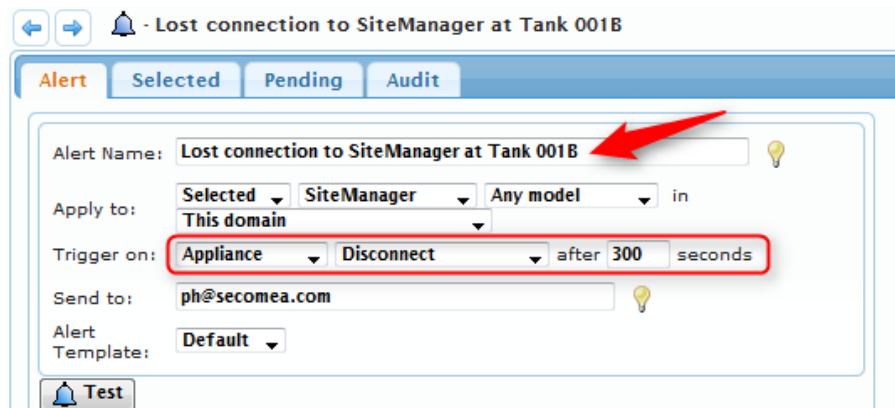 - Lost connection to SiteManager at Tank 001B
Alert Selected Pending Audit
Alert Name: Lost connection to SiteManager at Tank 001B
Apply to: Selected SiteManager Any model in
This domain
Trigger on: Appliance Disconnect after 300 seconds
Send to: ph@secomea.com
Alert
Template: Default
Test